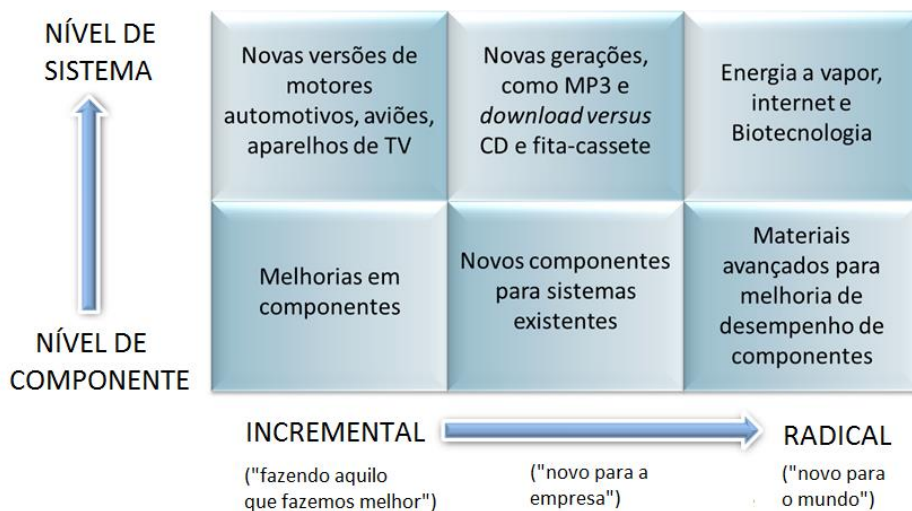 NÍVEL DE
SISTEMA
Novas versões de
motores
automotivos, aviões,
aparelhos de TV
Novas gerações,
como MP3 e
download versus
CD e fita-cassete
Energia a vapor,
internet e
Biotecnologia
NÍVEL DE
COMPONENTE
Melhorias em
componentes
Novos componentes
para sistemas
existentes
Materiais
avançados para
melhoria de
desempenho de
componentes
INCREMENTAL
RADICAL
("fazendo aquilo
que fazemos melhor")
("novo para a
empresa")
("novo para
o mundo")